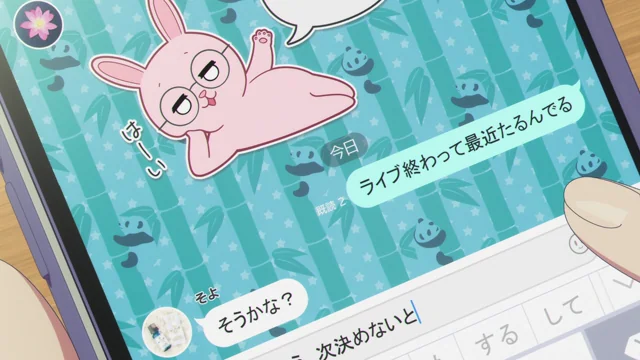 はーい
今日
ライブ終わって最近たるんでる
既読 2
そよ
そうかな？
次決めないと
する
して